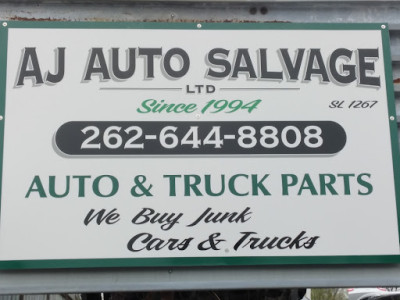 AJ AUTO SALVAGE
LTD
Since 1994
SL 1267
262-644-8808
AUTO & TRUCK PARTS
We Buy Junk
Cars & Trucks